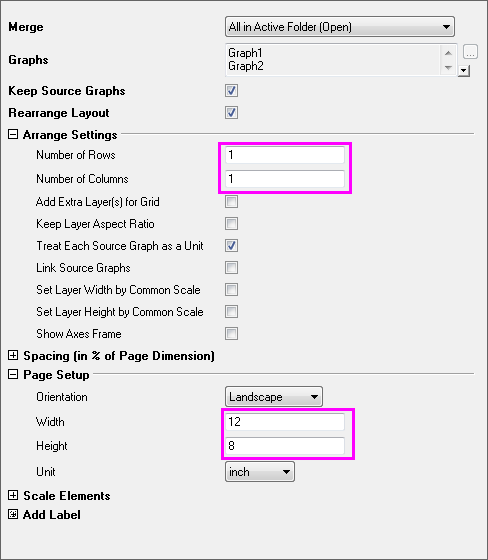 Merge All in Active Folder (Open)
Graphs Graph1
Graph2
...
Keep Source Graphs
Rearrange Layout
Arrange Settings
Number of Rows 1
Number of Columns 1
Add Extra Layer(s) for Grid
Keep Layer Aspect Ratio
Treat Each Source Graph as a Unit
Link Source Graphs
Set Layer Width by Common Scale
Set Layer Height by Common Scale
Show Axes Frame
Spacing (in % of Page Dimension)
Page Setup
Orientation Landscape
Width 12
Height 8
Unit inch
Scale Elements
Add Label